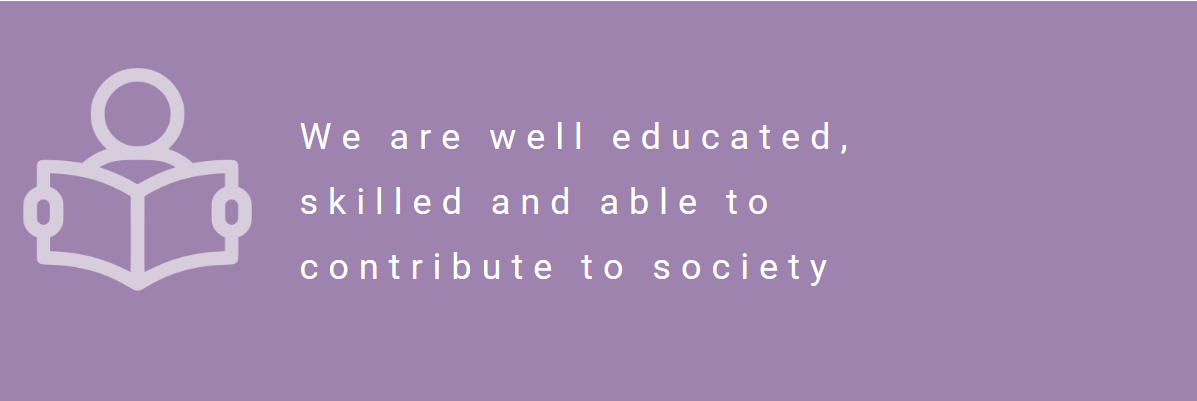 We are well educated,
skilled and able to
contribute to society